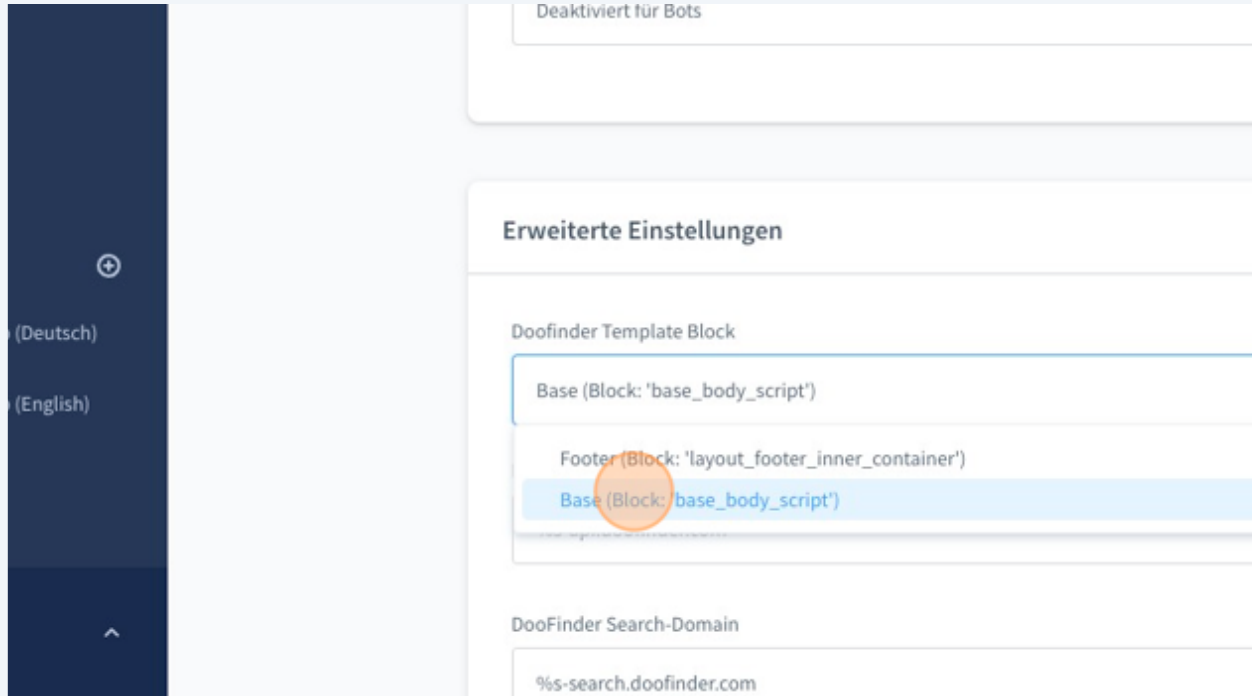 Deaktiviert für Bots
Erweiterte Einstellungen
(Deutsch)
(English)
Doofinder Template Block
Base (Block: 'base_body_script')
Footer (Block: 'layout_footer_inner_container')
Base (Block: 'base_body_script')
DooFinder Search-Domain
%s-search.doofinder.com